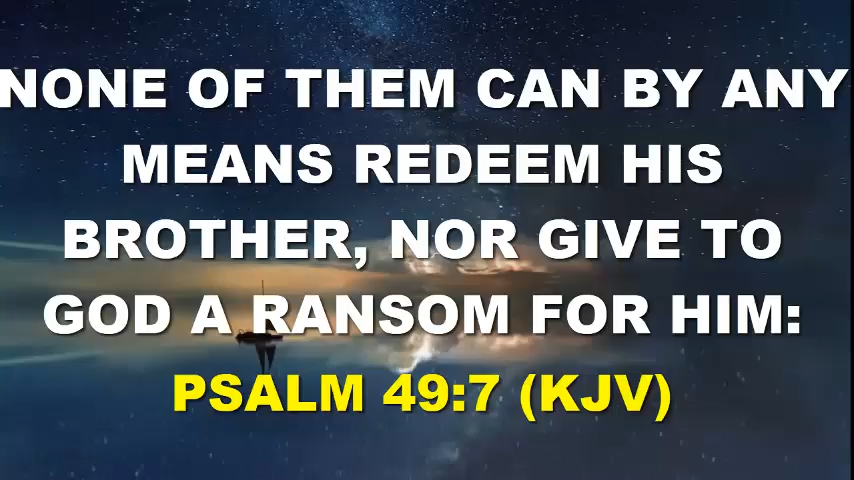 NONE OF THEM CAN BY ANY
MEANS REDEEM HIS
BROTHER, NOR GIVE TO
GOD A RANSOM FOR HIM:
PSALM 49:7 (KJV)